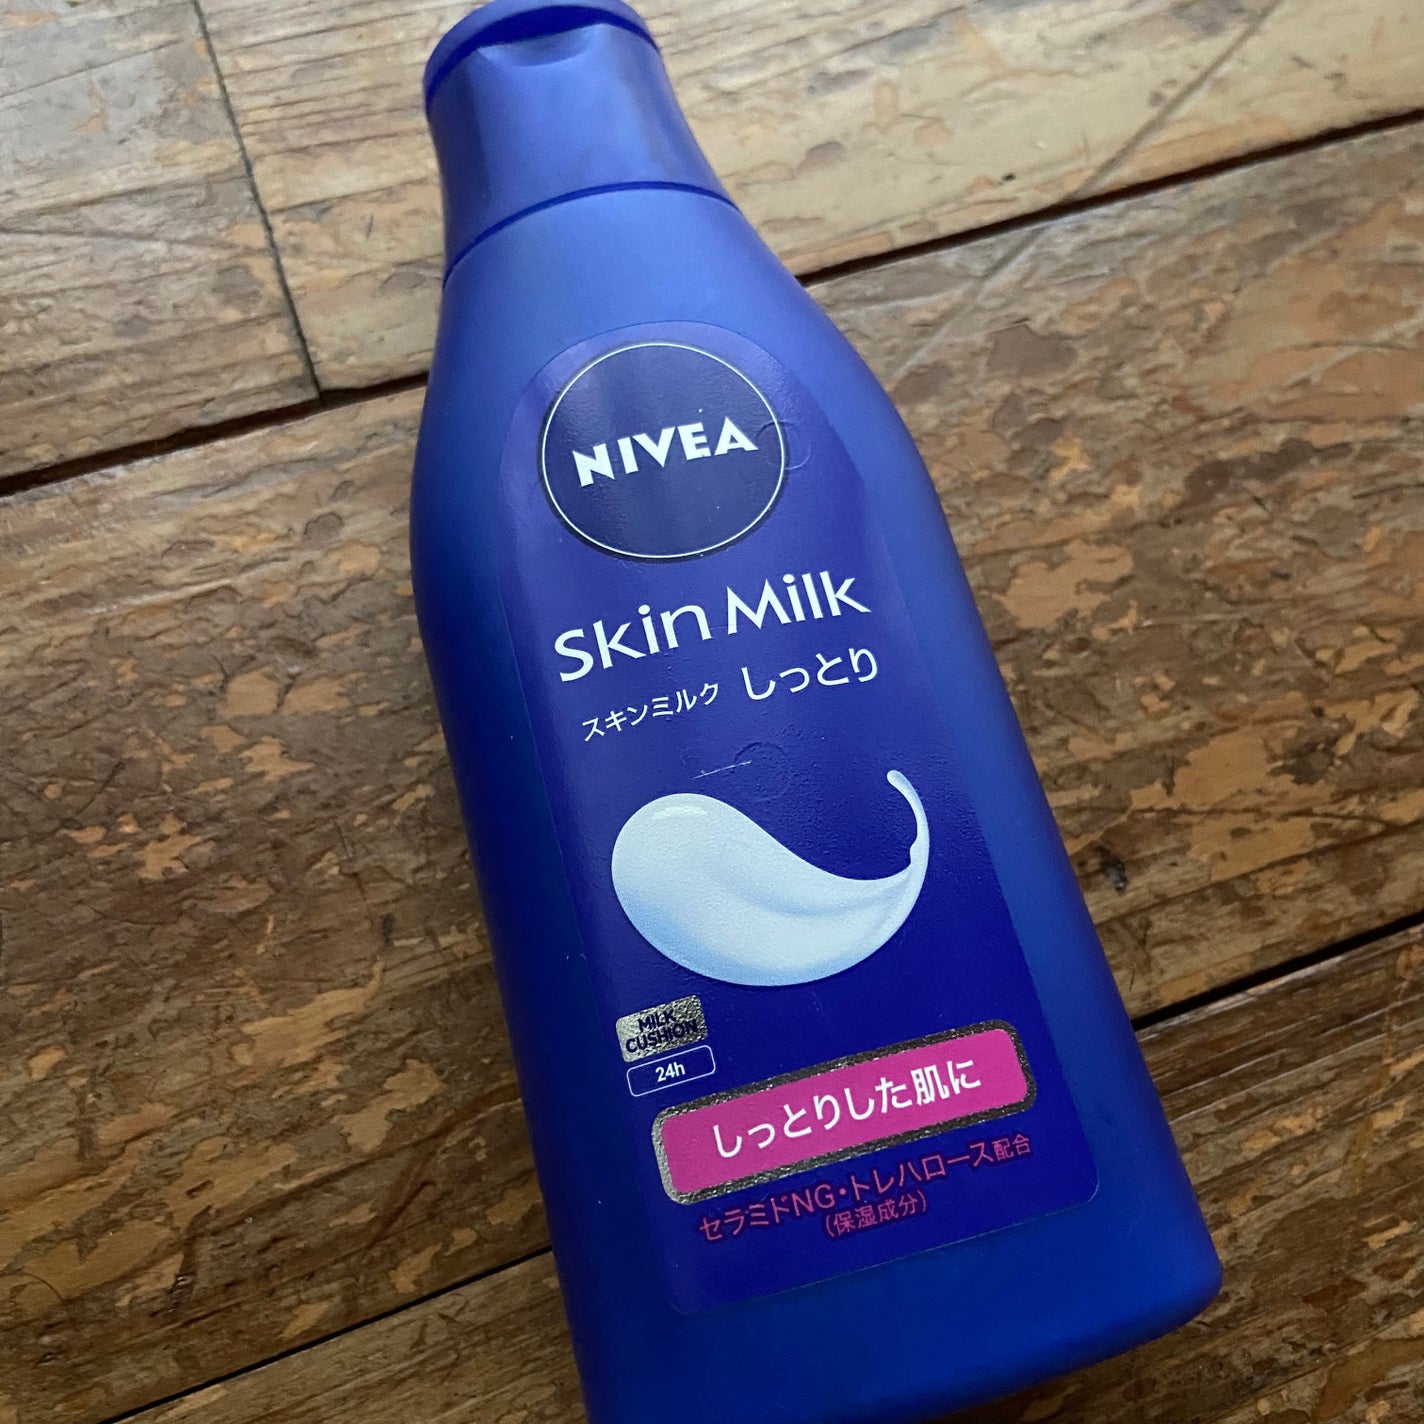 NIVEA
Skin Milk
スキンミルク しっとり
MILK
CUSHION
24h
しっとりした肌に
セラミドNG・トレハロース配合
(保湿成分)